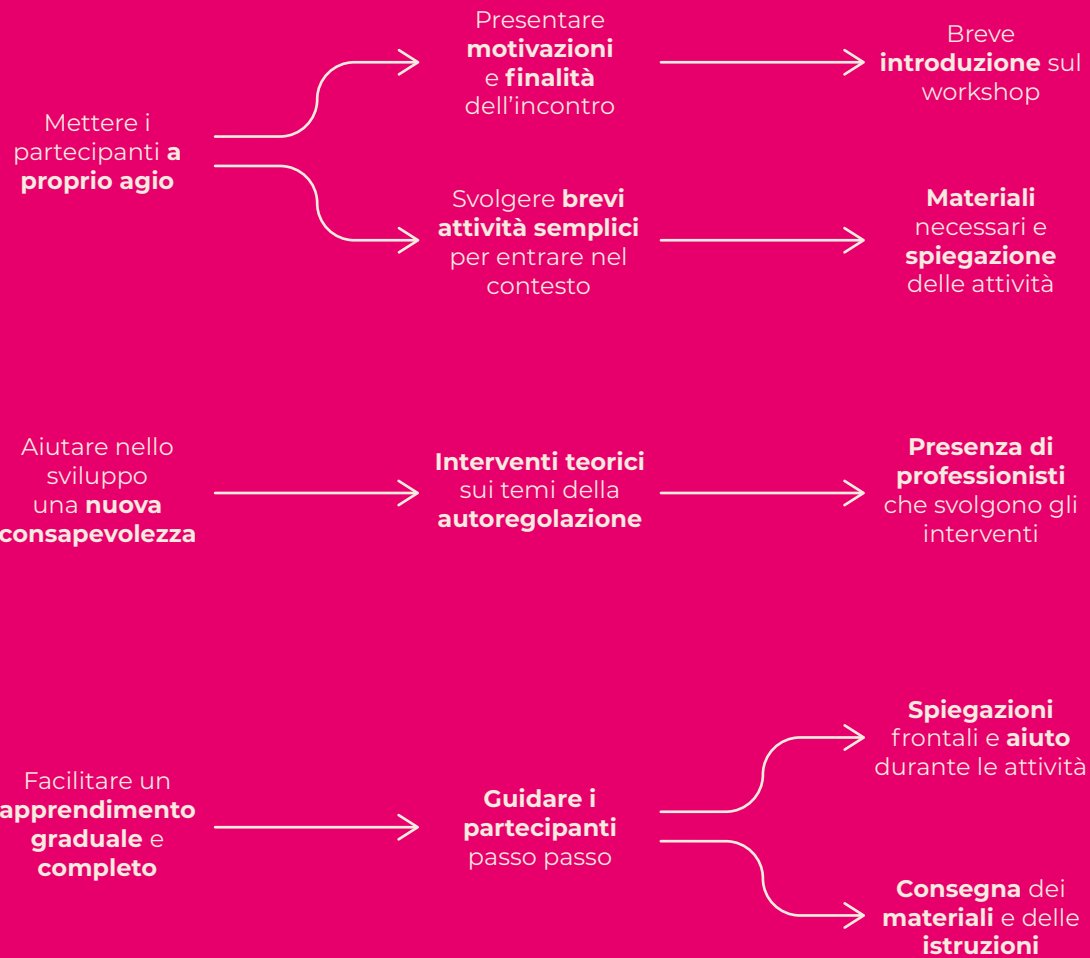 Presentare
motivazioni
e finalità
dell’incontro
Breve
introduzione sul
workshop
Mettere i
partecipanti a
proprio agio
Svolgere brevi
attività semplici
per entrare nel
contesto
Materiali
necessari e
spiegazione
delle attività
Aiutare nello
sviluppo
una nuova
consapevolezza
Interventi teorici
sui temi della
autoregolazione
Presenza di
professionisti
che svolgono gli
interventi
Facilitare un
apprendimento
graduale e
completo
Guidare i
partecipanti
passo passo
Spiegazioni
frontali e aiuto
durante le attività
Consegna dei
materiali e delle
istruzioni